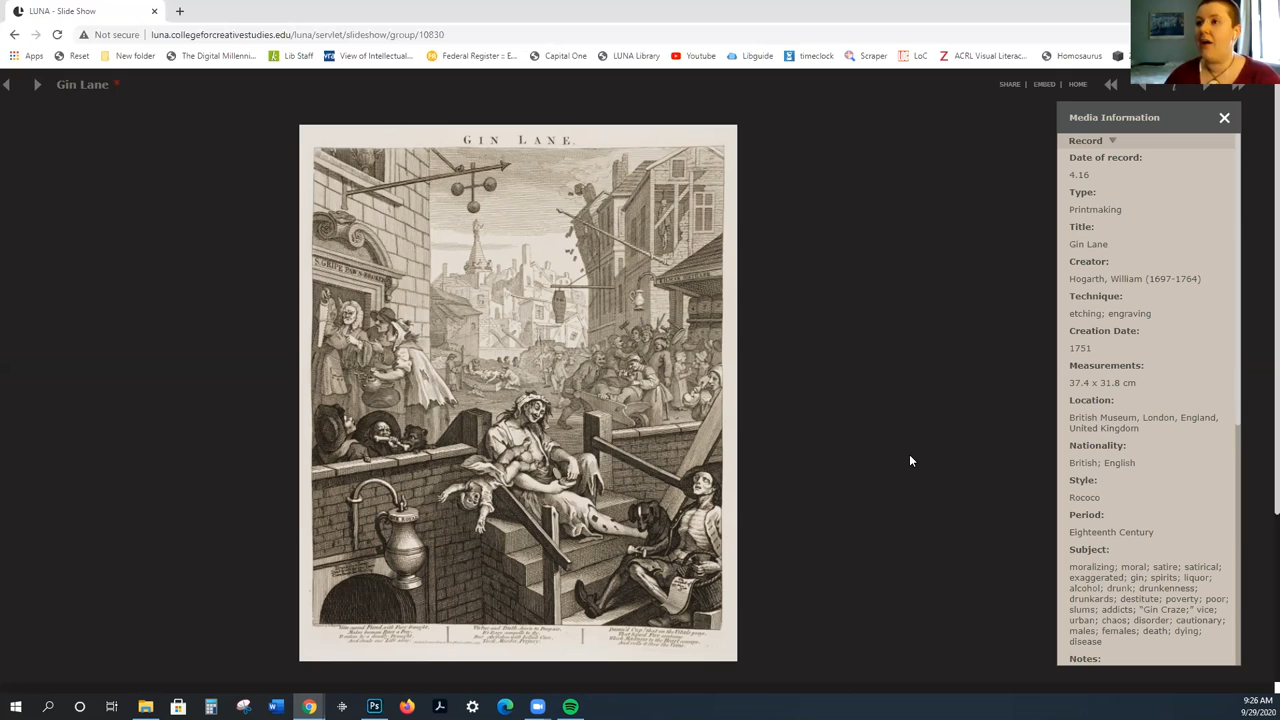 LUNA - Slide Show
Not secure | luna.collegeforcreativestudies.edu/luna/servlet/slideshow/group/10830
Apps Reset New folder The Digital Millenni... Lib Staff View of Intellectual... Federal Register :: E... Capital One LUNA Library Youtube Libguide timeclock Scraper LoC ACRL Visual Literac... Homosaurus
Gin Lane *
SHARE | EMBED | HOME
GIN LANE.
Media Information
Record
Date of record:
4.16
Type:
Printmaking
Title:
Gin Lane
Creator:
Hogarth, William (1697-1764)
Technique:
etching; engraving
Creation Date:
1751
Measurements:
37.4 x 31.8 cm
Location:
British Museum, London, England,
United Kingdom
Nationality:
British; English
Style:
Rococo
Period:
Eighteenth Century
Subject:
moralizing; moral; satire; satirical;
exaggerated; gin; spirits; liquor;
alcohol; drunk; drunkenness;
drunkards; destitute; poverty; poor;
slums; addicts; “Gin Craze;” vice;
urban; chaos; disorder; cautionary;
males; females; death; dying;
disease
Notes:
9:26 AM
9/29/2020